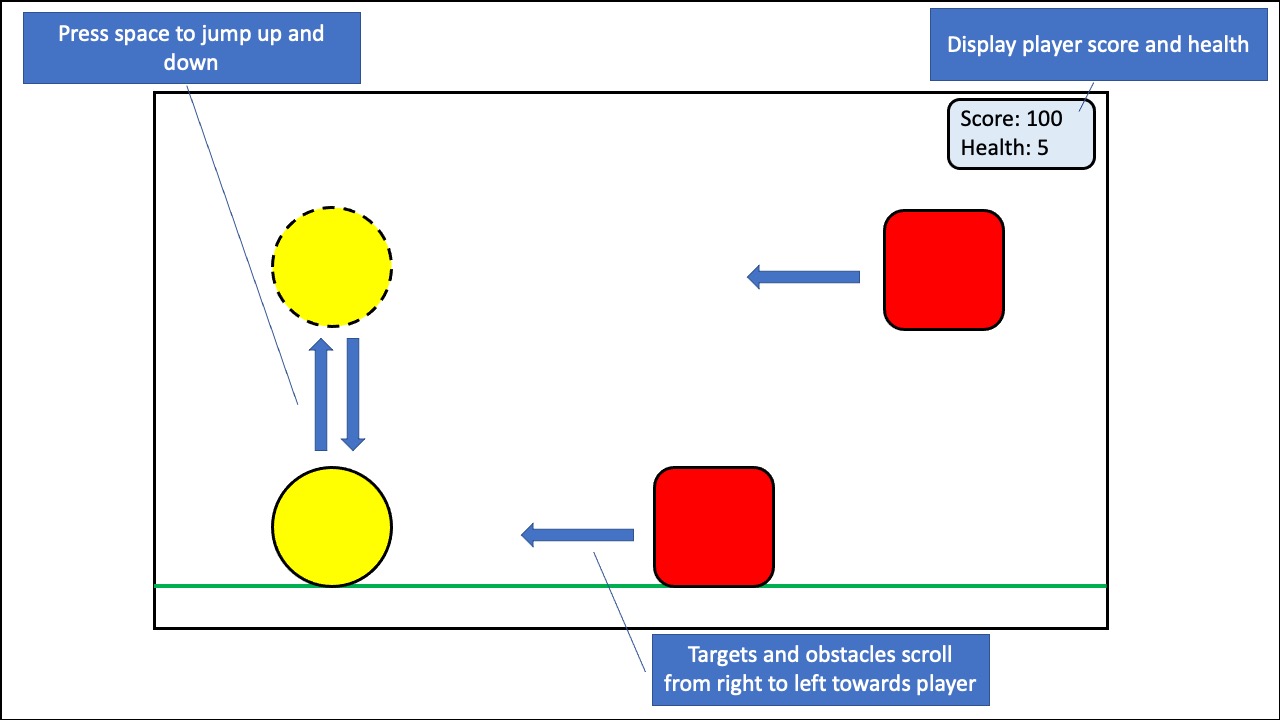 Press space to jump up and
down
Display player score and health
Score: 100
Health: 5
Targets and obstacles scroll
from right to left towards player